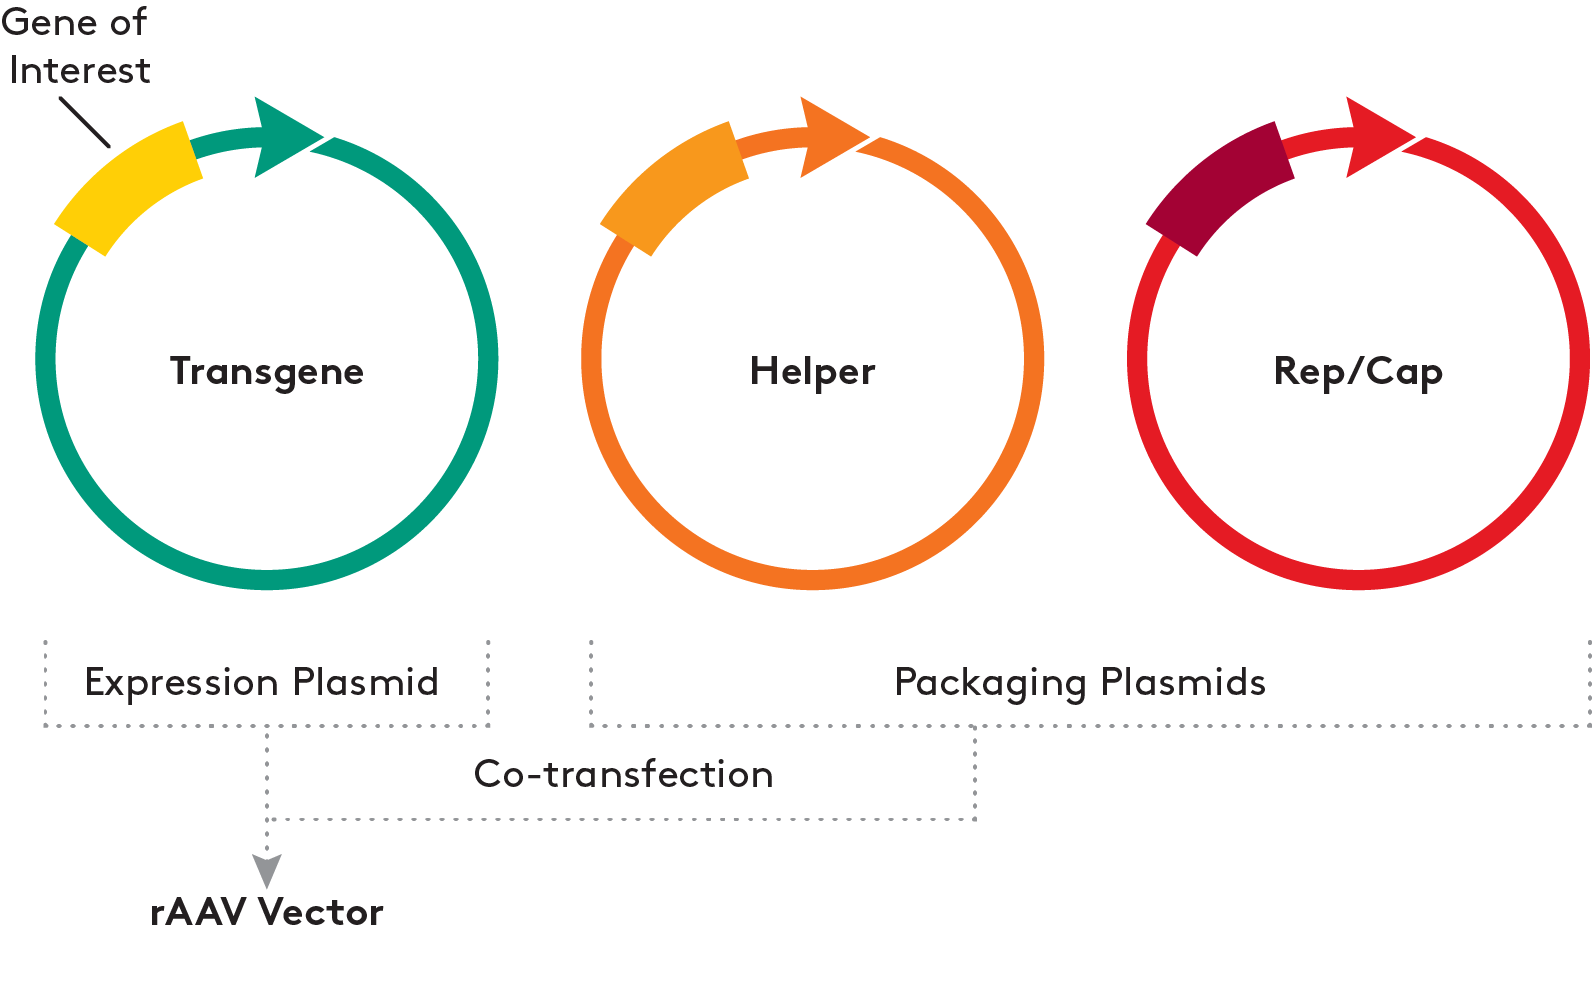 Gene of
Interest
Transgene
Helper
Rep/Cap
Expression Plasmid
Packaging Plasmids
Co-transfection
rAAV Vector